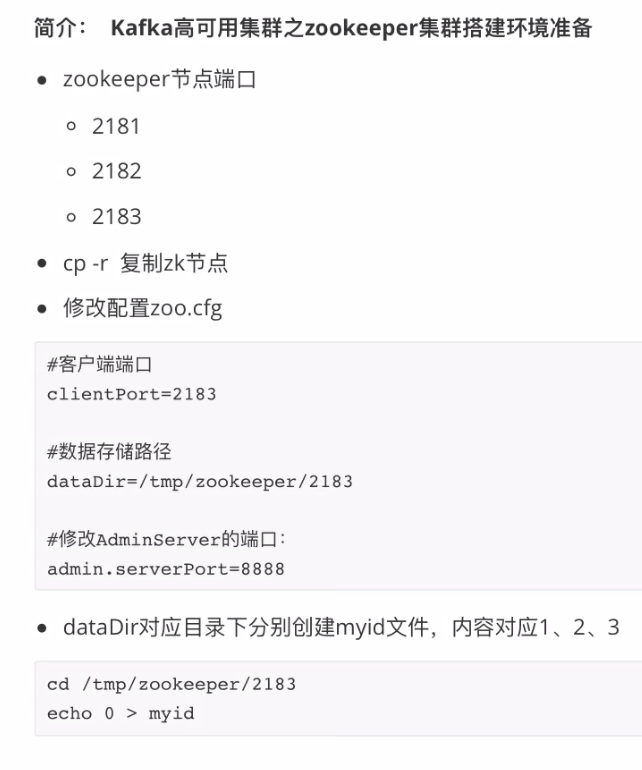 简介： Kafka高可用集群之zookeeper集群搭建环境准备
zookeeper节点端口
2181
2182
2183
cp -r 复制zk节点
修改配置zoo.cfg
#客户端端口
clientPort=2183
#数据存储路径
dataDir=/tmp/zookeeper/2183
#修改AdminServer的端口：
admin.serverPort=8888
dataDir对应目录下分别创建myid文件，内容对应1、2、3
cd /tmp/zookeeper/2183
echo 0 > myid